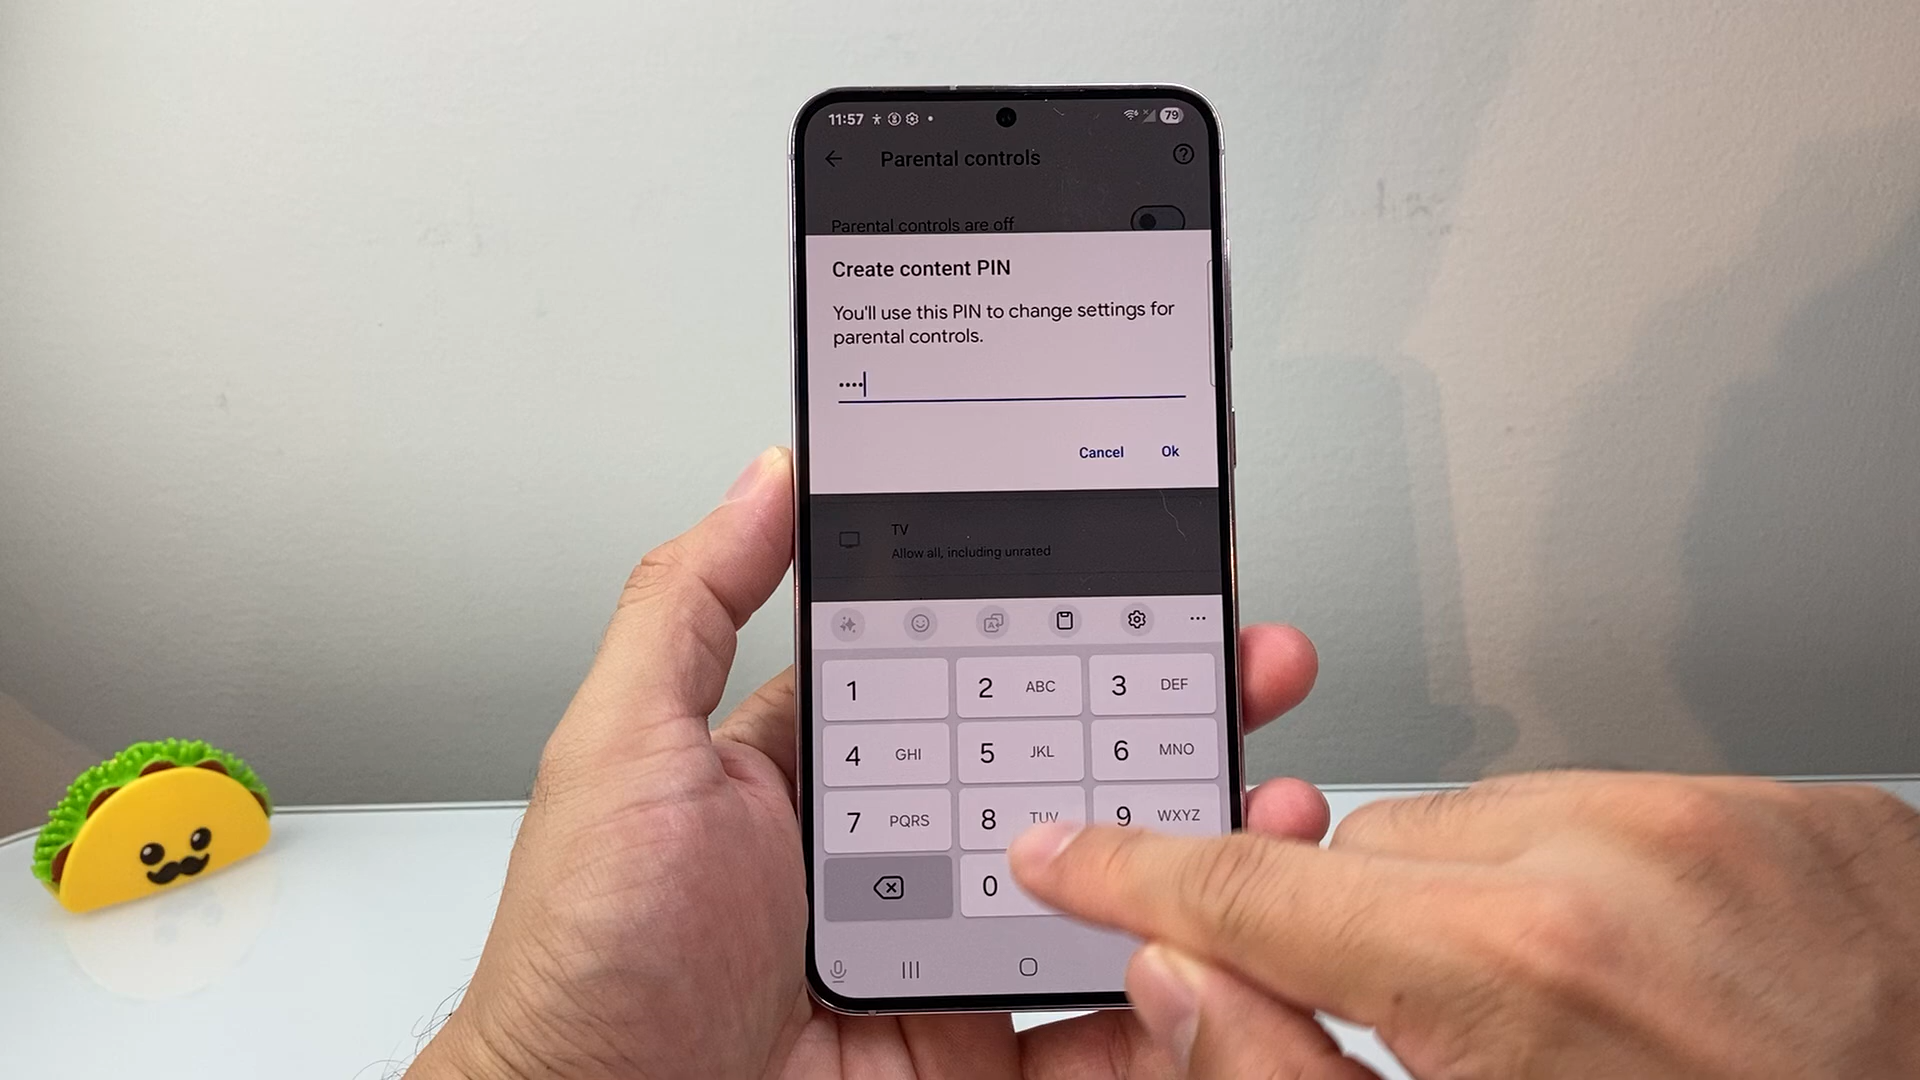 11:57
79
Parental controls
Parental controls are off
Create content PIN
You'll use this PIN to change settings for
parental controls.
••••
Cancel Ok
TV
Allow all, including unrated
1 2 ABC 3 DEF
4 GHI 5 JKL 6 MNO
7 PQRS 8 TUV 9 WXYZ
0